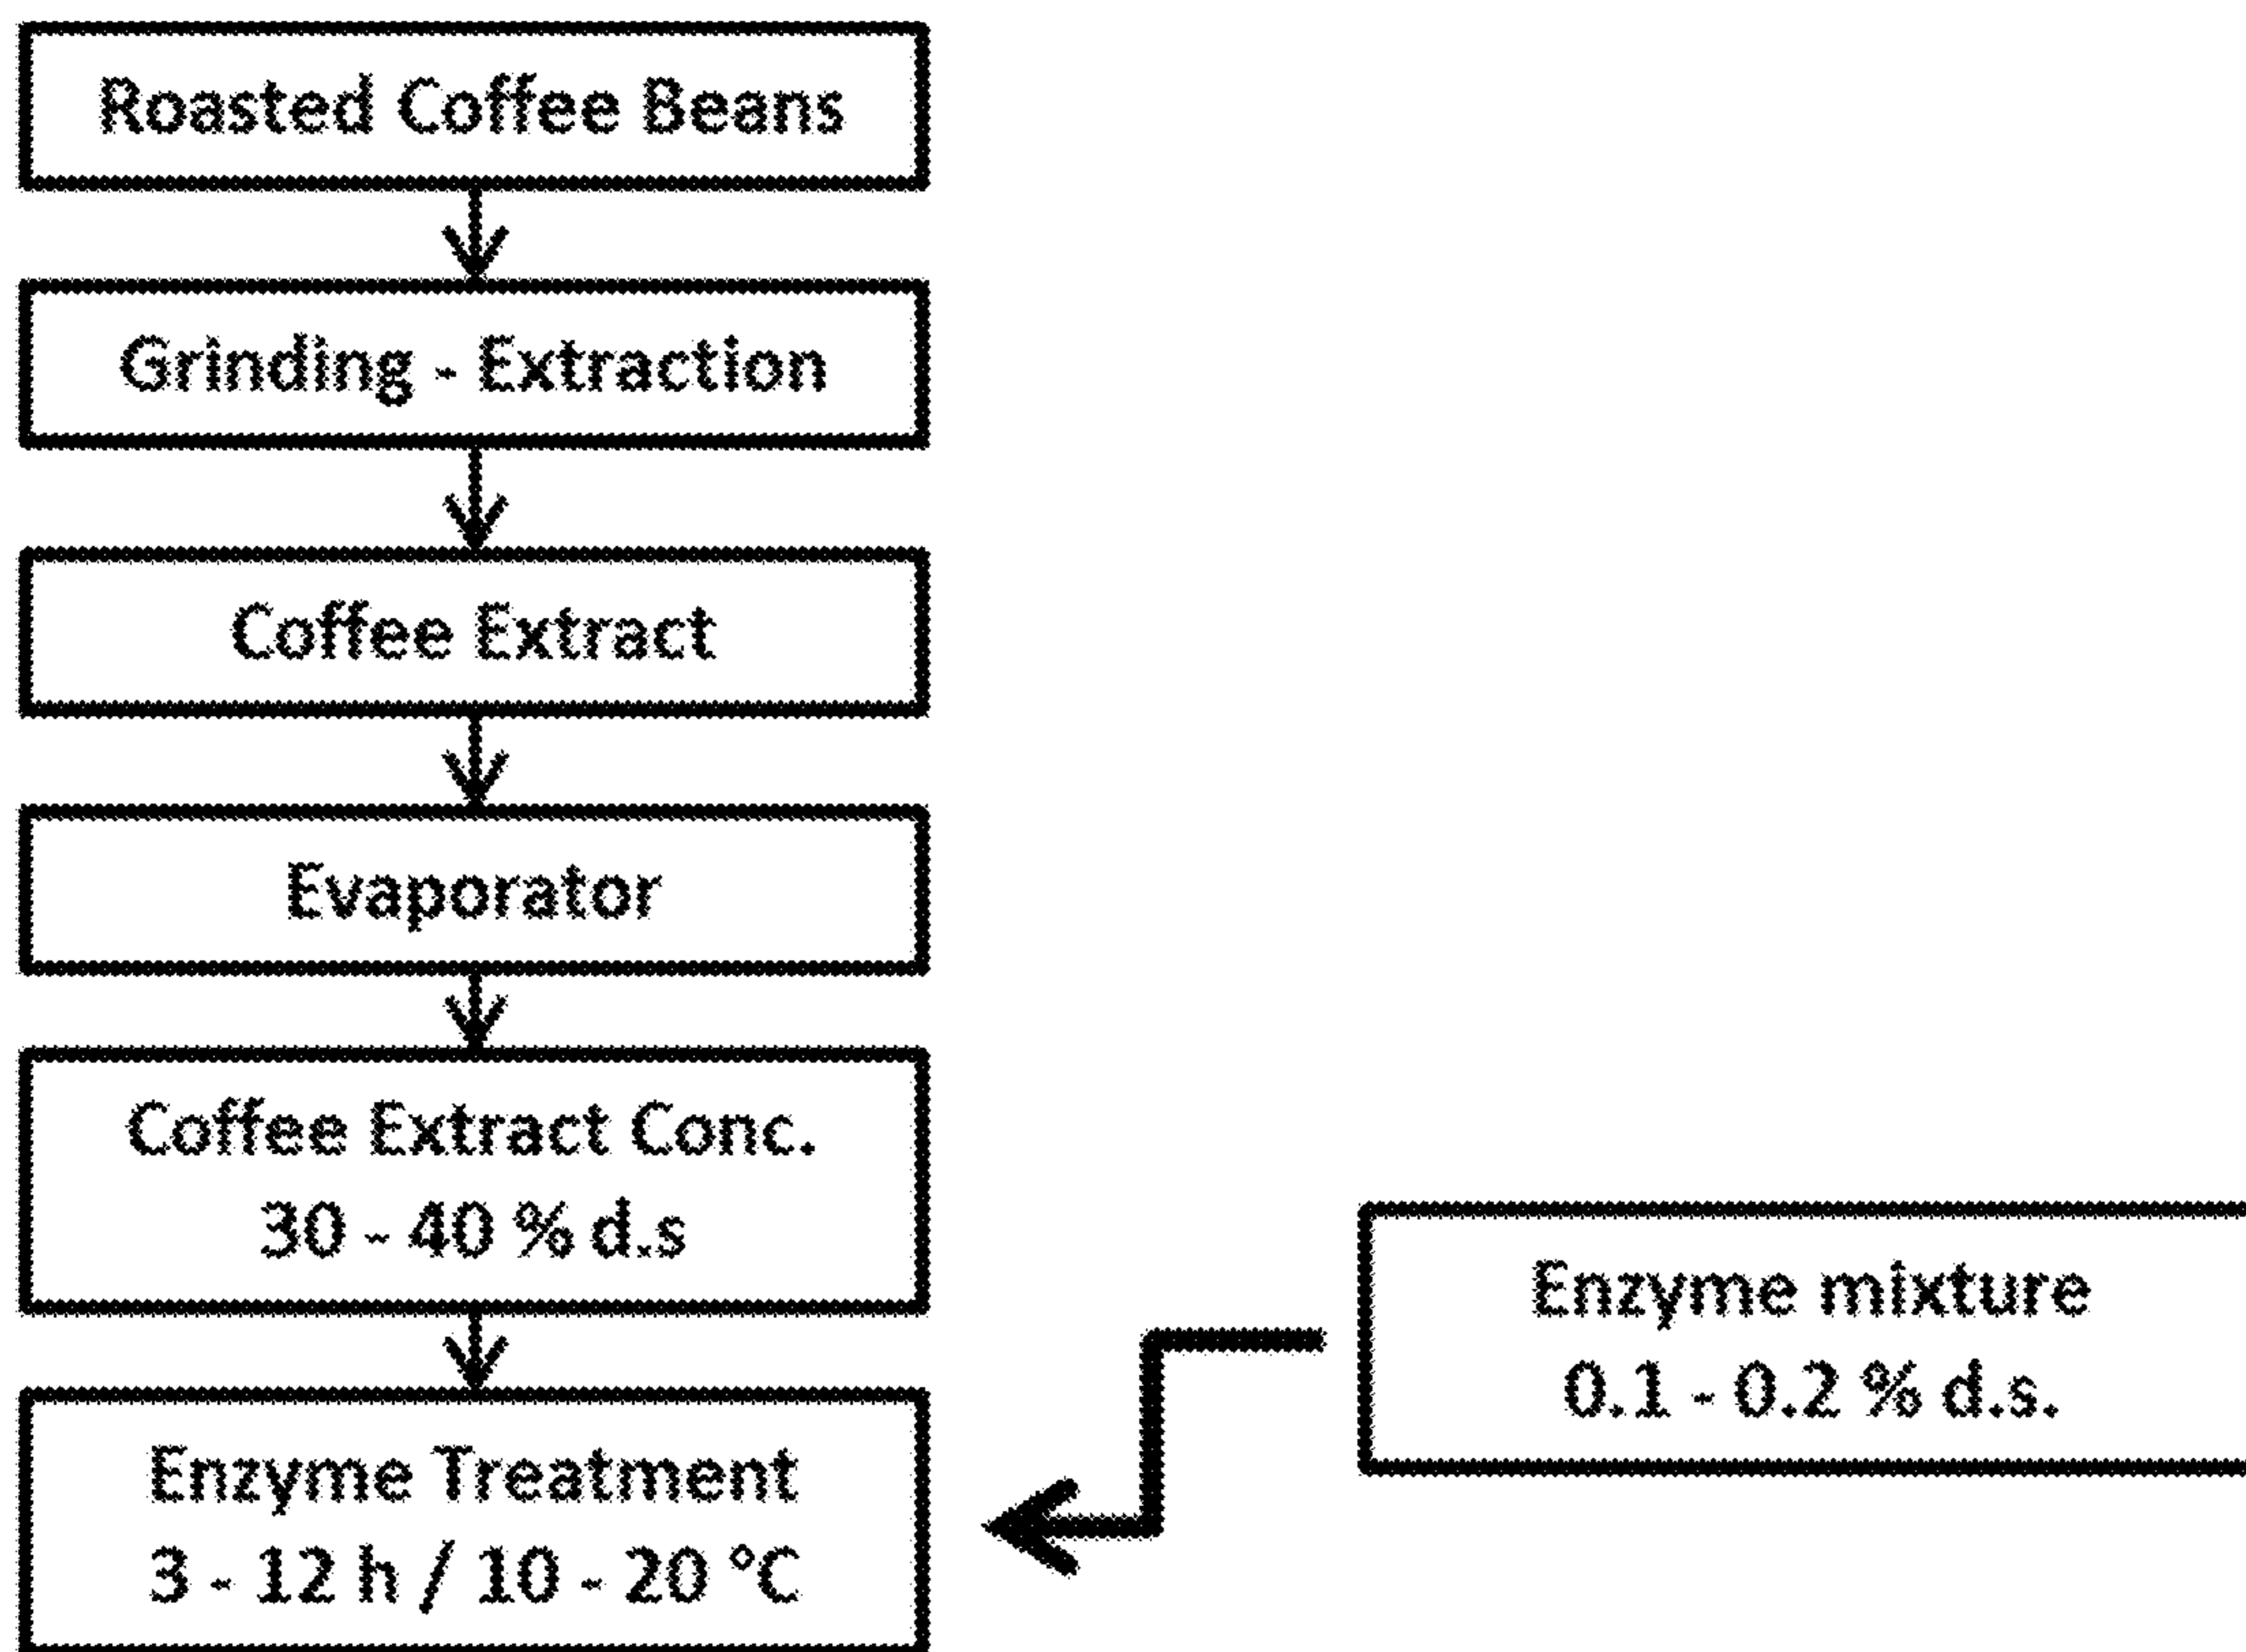 Roasted Coffee Beans
Grinding - Extraction
Coffee Extract
Evaporator
Coffee Extract Conc.
30 - 40 % d.s
Enzyme mixture
0.1 - 0.2 % d.s.
Enzyme Treatment
3 - 12 h / 10 - 20 °C